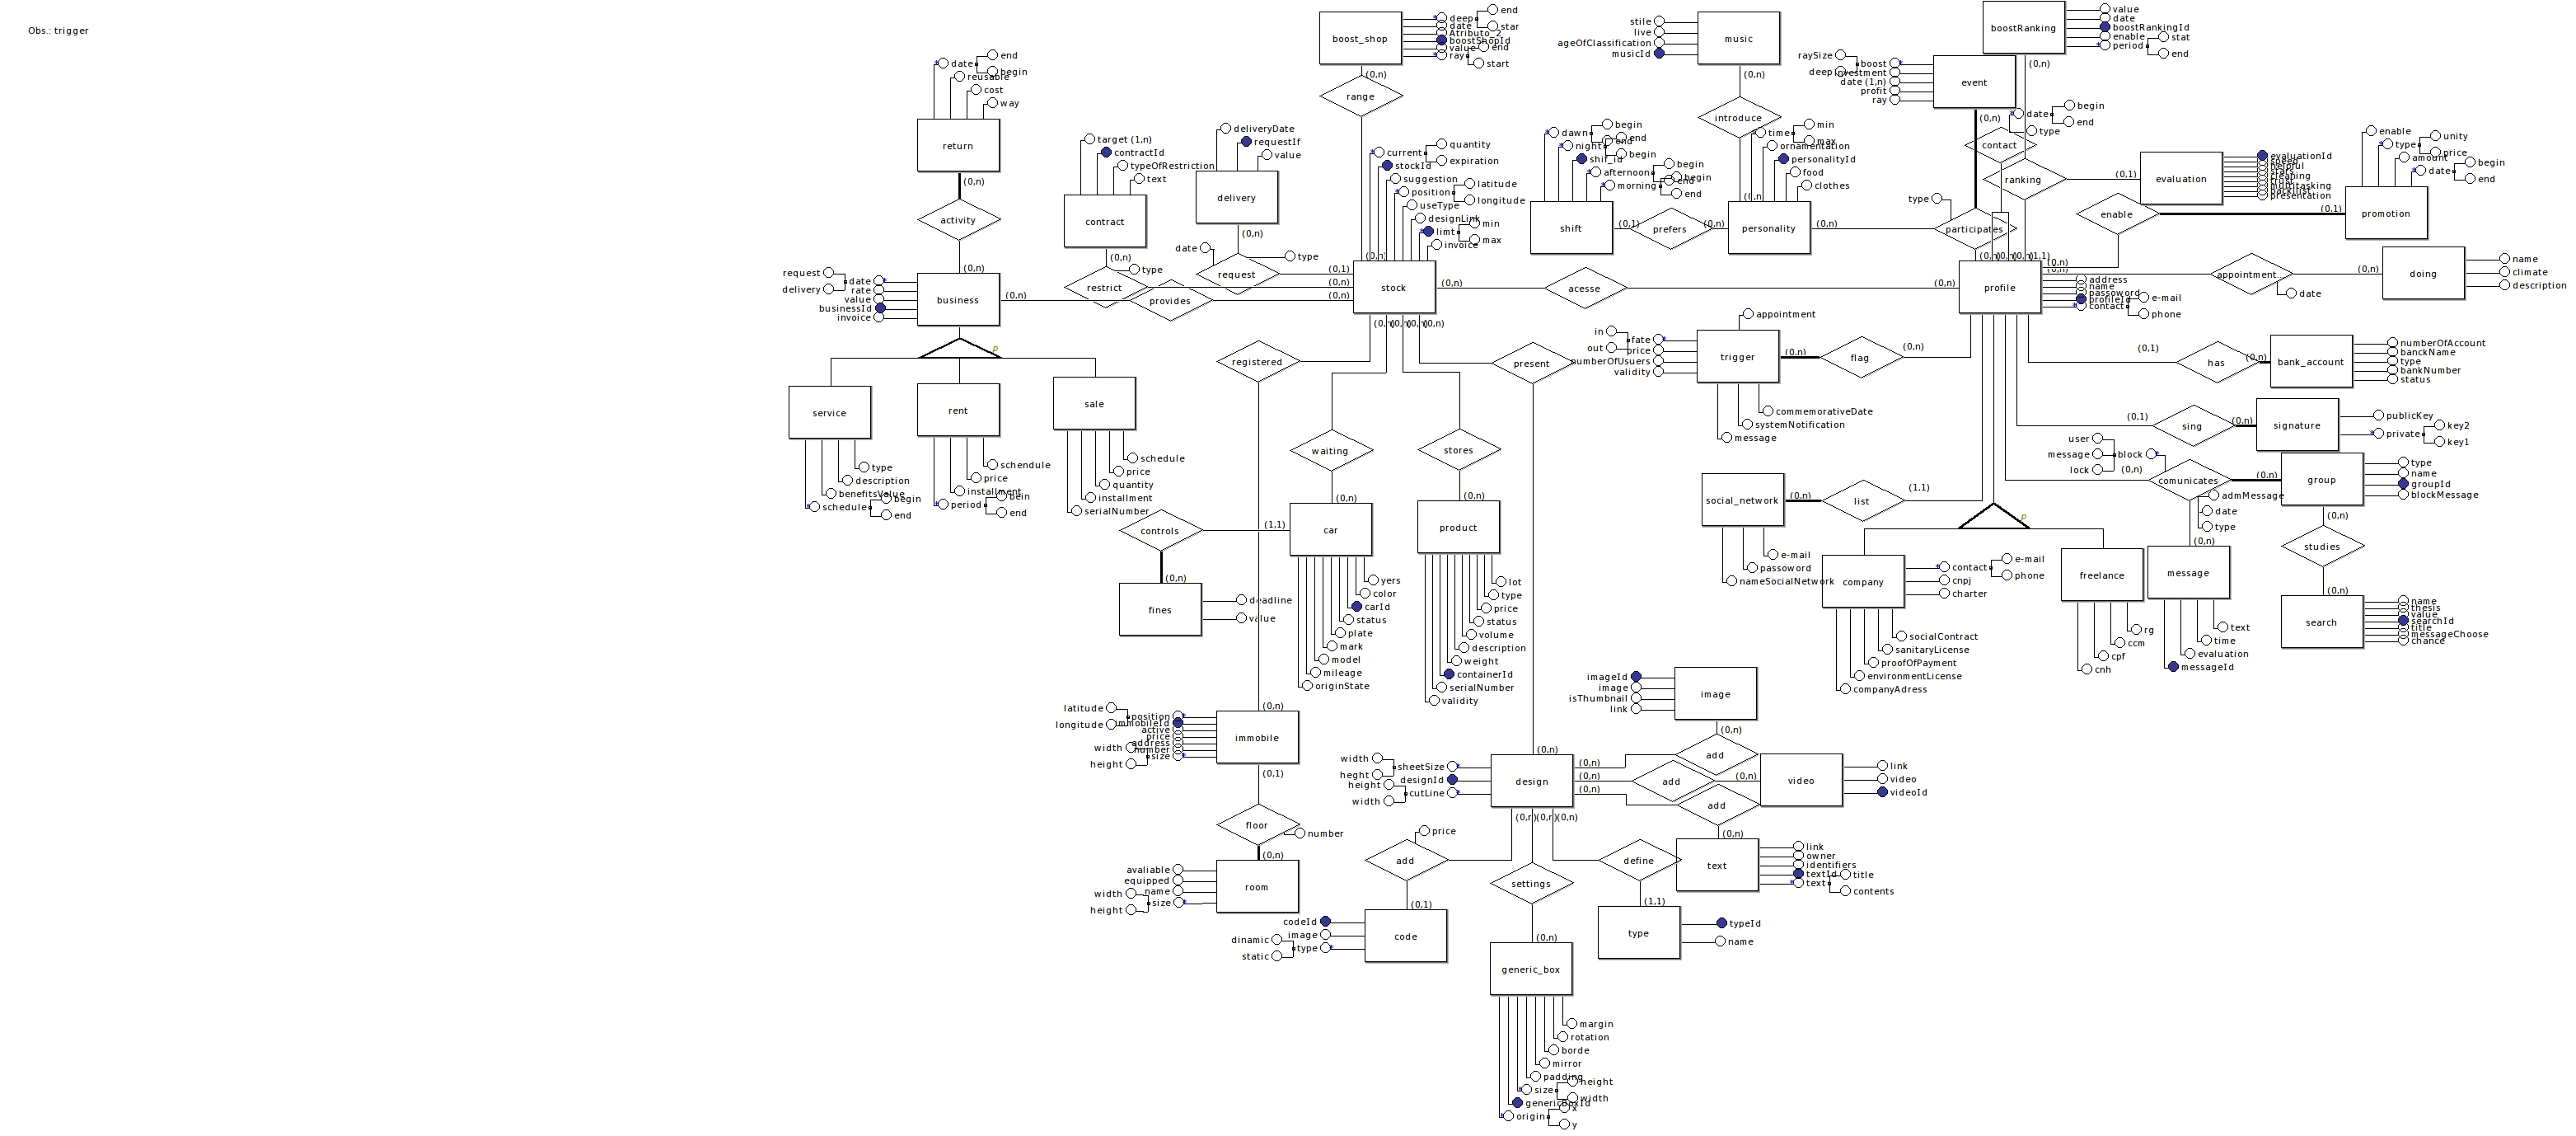 Obs.: trigger
boost_shop
deep
end
star
date
Atributo_2
boostShopId
value
end
ray
start
(0,n)
range
music
stile
live
ageOfClassification
musicId
(0,n)
introduce
boostRanking
value
date
boostRankingId
enable
stat
period
end
(0,n)
event
raySize
deep
boost
investment
date (1,n)
profit
ray
(0,n)
contact
date
begin
end
type
ranking
(0,1)
evaluation
evaluationId
multitasking
presentation
promotion
enable
type
unity
price
amount
date
begin
end
(0,1)
enable
return
date
end
begin
reusable
cost
way
(0,n)
activity
(0,n)
contract
target (1,n)
contractId
typeOfRestriction
text
(0,n)
restrict
type
delivery
deliveryDate
requestIf
value
(0,n)
request
date
type
(0,1)
(0,n)
(0,n)
provides
(0,n)
business
request
delivery
date
rate
value
businessId
invoice
p
stock
current
quantity
expiration
stockId
suggestion
position
latitude
longitude
useType
designLink
limt
min
max
invoice
(0,n)
(0,n)
acesse
(0,n)
shift
dawn
begin
end
night
end
begin
shif_id
afternoon
begin
end
morning
begin
end
(0,1)
prefers
(0,n)
personality
time
min
max
ornamentation
personalityId
food
clothes
(0,n)
(0,n)
participates
type
profile
(1,1)
(0,n)
(0,n)
address
name
password
profileId
contact
e-mail
phone
appointment...
date
(0,n)
doing
name
climate
description
service
type
description
benefitsValue
schedule
begin
end
rent
schendule
price
installment
period
bein
end
sale
schedule
price
quantity
installment
serialNumber
registered
(0,n)
present
waiting
stores
(0,n)
(0,n)
trigger
appointment
in
out
fate
price
numberOfUsers
validity
commemorativeDate
systemNotification
message
(0,n)
flag
(0,n)
(0,1)
has
(0,n)
bank_account
numberOfAccount
banckName
type
bankNumber
status
(0,1)
sing
(0,n)
signature
publicKey
private
key2
key1
user
message
lock
block
(0,n)
comunicates
(0,n)
admMessage
date
type
group
type
name
groupId
blockMessage
(0,n)
studies
(0,n)
search
name
thesis
value
searchId
title
messageChoose
chance
social_network
(0,n)
list
(1,1)
e-mail
passoword
nameSocialNetwork
p
company
contact
e-mail
phone
cnpj
charter
socialContract
sanitaryLicense
proofOfPayment
environmentLicense
companyAdress
freelance
rg
ccm
cpf
cnh
(0,n)
message
text
time
evaluation
messageId
controls
(1,1)
(0,n)
fines
deadline
value
car
yers
color
carId
status
plate
mark
model
mileage
originState
product
lot
type
price
status
volume
description
weight
containerId
serialNumber
validity
(0,n)
immobile
latitude
longitude
position
immobileId
active
price
address
number
size
width
height
(0,1)
floor
number
(0,n)
room
avaliable
equipped
name
size
width
height
image
imageId
image
isThumbnail
link
(0,n)
add
(0,n)
design
width
heght
sheetSize
designId
cutLine
height
width
(0,n)
(0,n)
(0,n)
add
(0,n)
video
link
video
videoId
add
(0,n)
text
link
owner
identifiers
textId
text
title
contents
(0,n)
add
price
(0,1)
code
codeId
image
type
dinamic
static
settings
(0,n)
define
(1,1)
type
typeId
name
generic_box
margin
rotation
borde
mirror
padding
size
height
width
genericBoxId
origin
x
y